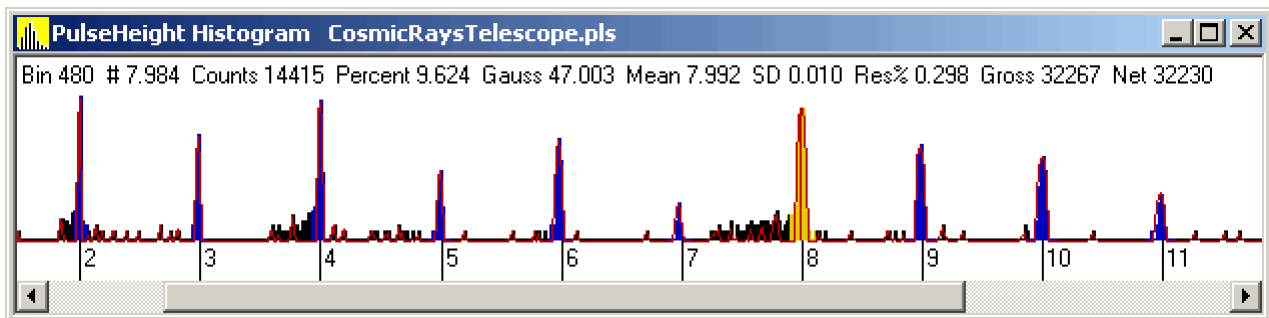 PulseHeight Histogram CosmicRaysTelescope.pls
Bin 480 # 7.984 Counts 14415 Percent 9.624 Gauss 47.003 Mean 7.992 SD 0.010 Res% 0.298 Gross 32267 Net 32230
2 3 4 5 6 7 8 9 10 11